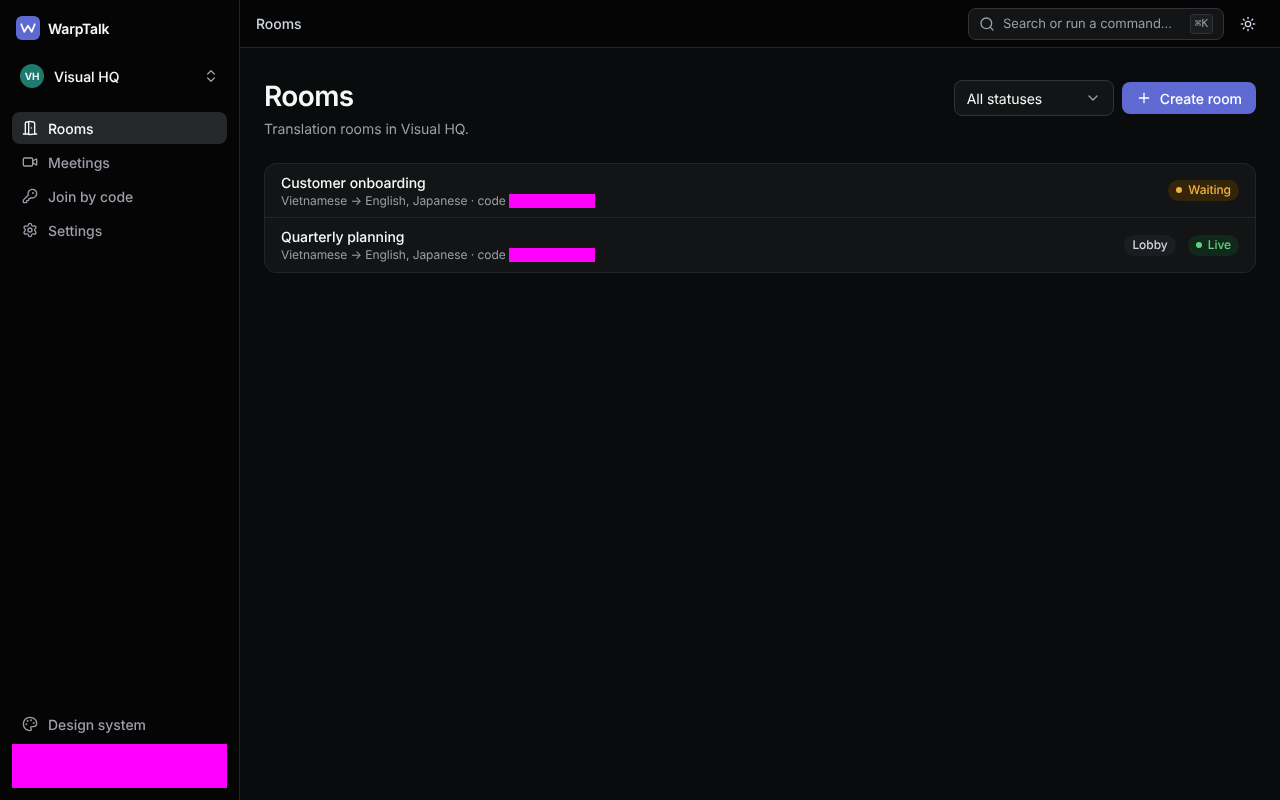 WarpTalk
VH Visual HQ
Rooms
Meetings
Join by code
Settings
Design system
Rooms
Search or run a command... ⌘K
Rooms
Translation rooms in Visual HQ.
All statuses
Create room
Customer onboarding
Vietnamese → English, Japanese · code
Waiting
Quarterly planning
Vietnamese → English, Japanese · code
Lobby
Live